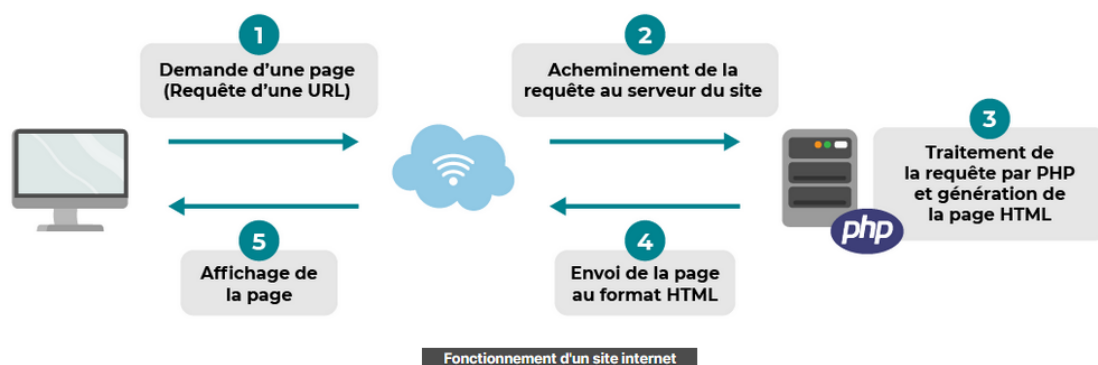 1
Demande d'une page
(Requête d'une URL)
2
Acheminement de la
requête au serveur du site
3
Traitement de
la requête par PHP
et génération de
la page HTML
php
4
Envoi de la page
au format HTML
5
Affichage de
la page
Fonctionnement d'un site internet